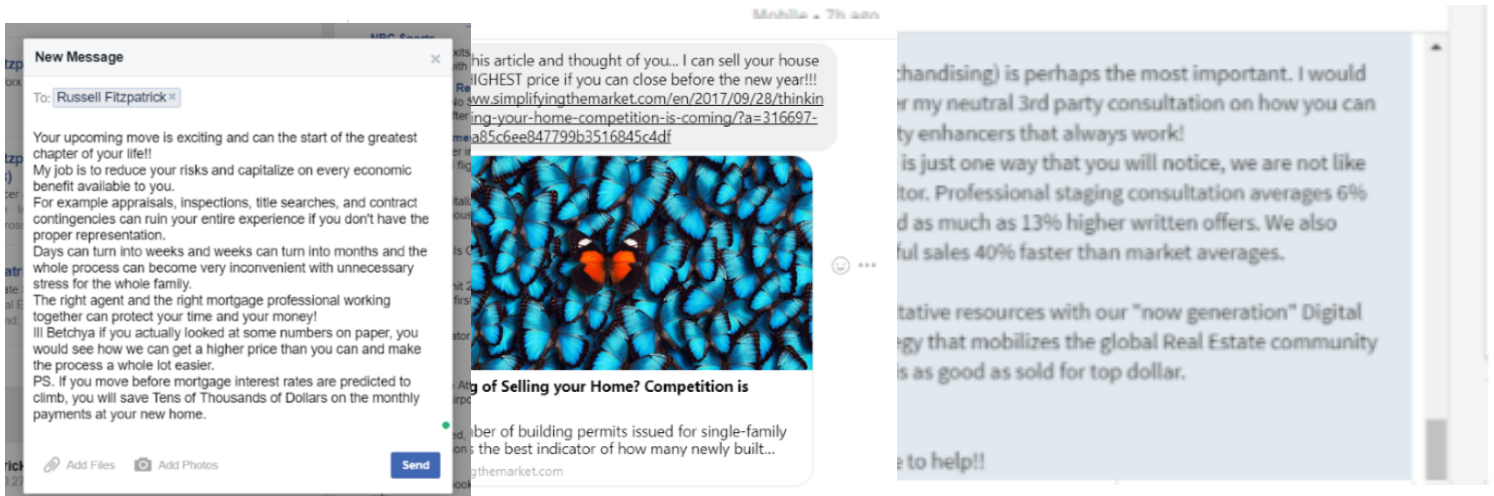 Mobile • 7h ago
NBC Sports
New Message
×
To: Russell Fitzpatrick ×
Your upcoming move is exciting and can the start of the greatest
chapter of your life!!
My job is to reduce your risks and capitalize on every economic
benefit available to you.
For example appraisals, inspections, title searches, and contract
contingencies can ruin your entire experience if you don't have the
proper representation.
Days can turn into weeks and weeks can turn into months and the
whole process can become very inconvenient with unnecessary
stress for the whole family.
The right agent and the right mortgage professional working
together can protect your time and your money!
Ill Betchya if you actually looked at some numbers on paper, you
would see how we can get a higher price than you can and make
the process a whole lot easier.
PS. If you move before mortgage interest rates are predicted to
climb, you will save Tens of Thousands of Dollars on the monthly
payments at your new home.
Add Files Add Photos Send
his article and thought of you... I can sell your house
HIGHEST price if you can close before the new year!!!
ww.simplifyingthemarket.com/en/2017/09/28/thinkin
ing-your-home-competition-is-coming/?a=316697-
a85c6ee847799b3516845c4df
g of Selling your Home? Competition is
ber of building permits issued for single-family
s the best indicator of how many newly built...
gthemarket.com
chandising) is perhaps the most important. I would
er my neutral 3rd party consultation on how you can
ty enhancers that always work!
is just one way that you will notice, we are not like
ltor. Professional staging consultation averages 6%
d as much as 13% higher written offers. We also
ful sales 40% faster than market averages.
tative resources with our "now generation" Digital
egy that mobilizes the global Real Estate community
is as good as sold for top dollar.
e to help!!